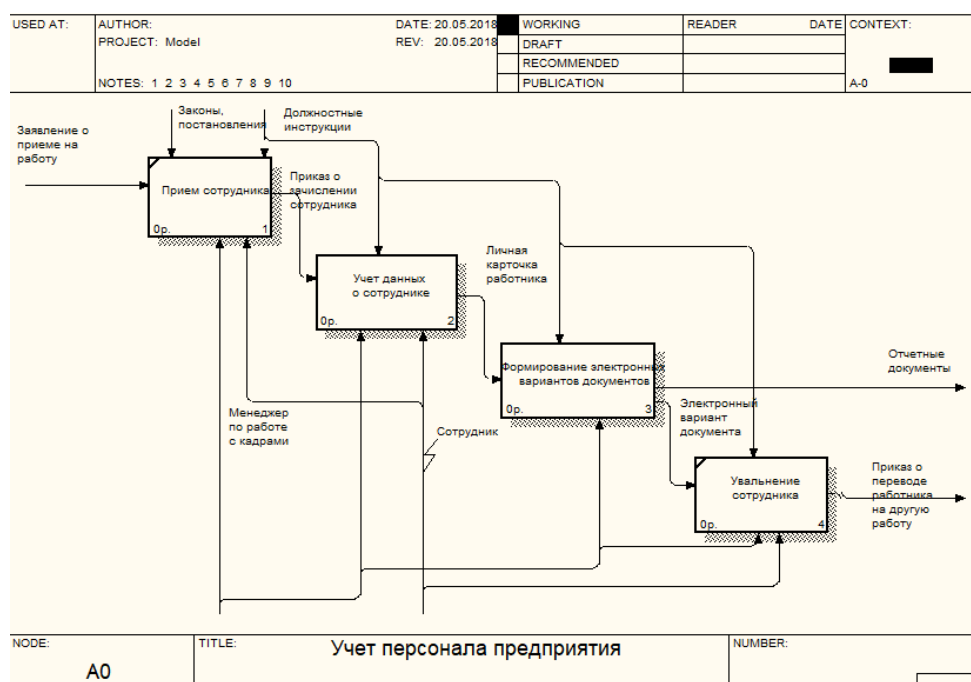 USED AT:
AUTHOR:
DATE: 20.05.2018
PROJECT: Model
REV: 20.05.2018
NOTES: 1 2 3 4 5 6 7 8 9 10
WORKING
DRAFT
RECOMMENDED
PUBLICATION
READER
DATE
CONTEXT:
A-0
Заявление о
приеме на
работу
Законы,
постановления
Должностные
инструкции
Прием сотрудника
0р.
1
Приказ о
зачислении
сотрудника
Учет данных
о сотруднике
0р.
2
Личная
карточка
работника
Формирование электронных
вариантов документов
0р.
3
Отчетные
документы
Менеджер
по работе
с кадрами
Сотрудник
Электронный
вариант
документа
Увальнение
сотрудника
0р.
4
Приказ о
переводе
работника
на другую
работу
NODE:
A0
TITLE:
Учет персонала предприятия
NUMBER: